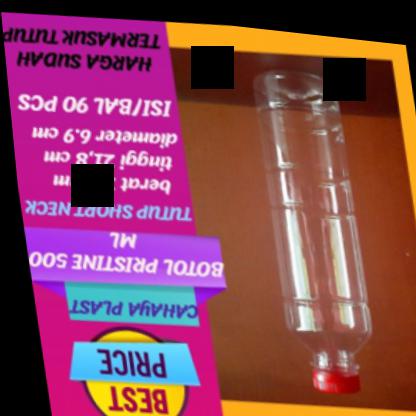 BEST
PRICE
CAHAYA PLAST
BOTOL PRISTINE 500
ML
TUTUP SHORT NECK
berat
tinggi 21,8 cm
diameter 6.9 cm
ISI/BAL 90 PCS
HARGA SUDAH
TERMASUK TUTUP